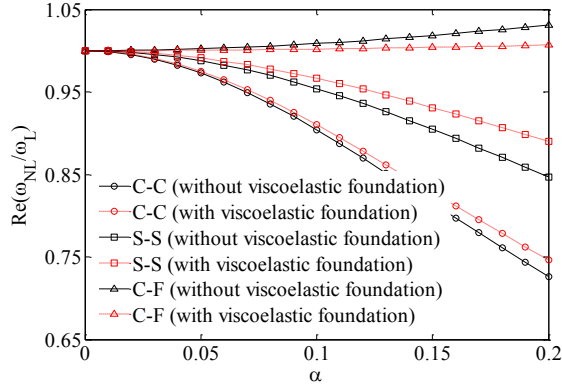 1.05
0.95
0.85
0.75
0.65
Re(ω_NL/ω_L)
C-C (without viscoelastic foundation)
C-C (with viscoelastic foundation)
S-S (without viscoelastic foundation)
S-S (with viscoelastic foundation)
C-F (without viscoelastic foundation)
C-F (with viscoelastic foundation)
0 0.05 0.1 0.15 0.2
α